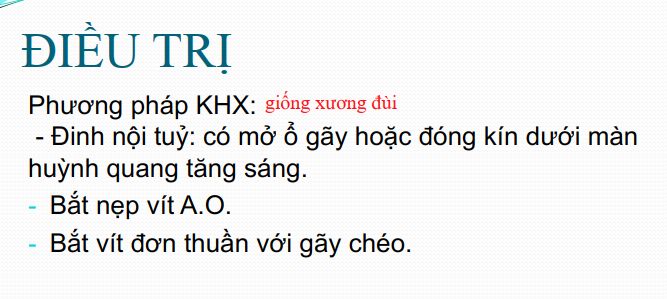 ĐIỀU TRỊ
Phương pháp KHX: giống xương đùi
- Đinh nội tuỷ: có mở ổ gãy hoặc đóng kín dưới màn
huỳnh quang tăng sáng.
- Bắt nẹp vít A.O.
- Bắt vít đơn thuần với gãy chéo.